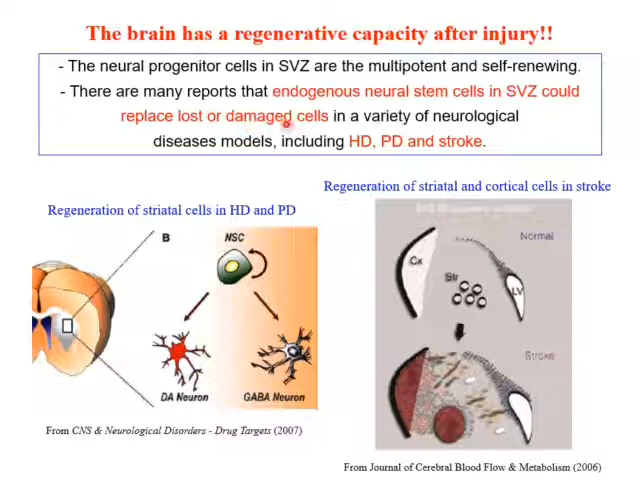 The brain has a regenerative capacity after injury!!
- The neural progenitor cells in SVZ are the multipotent and self-renewing.
- There are many reports that endogenous neural stem cells in SVZ could
replace lost or damaged cells in a variety of neurological
diseases models, including HD, PD and stroke.
Regeneration of striatal and cortical cells in stroke
Regeneration of striatal cells in HD and PD
B
NSC
DA Neuron
GABA Neuron
Normal
Cx
Str
LV
Stroke
From CNS & Neurological Disorders - Drug Targets (2007)
From Journal of Cerebral Blood Flow & Metabolism (2006)